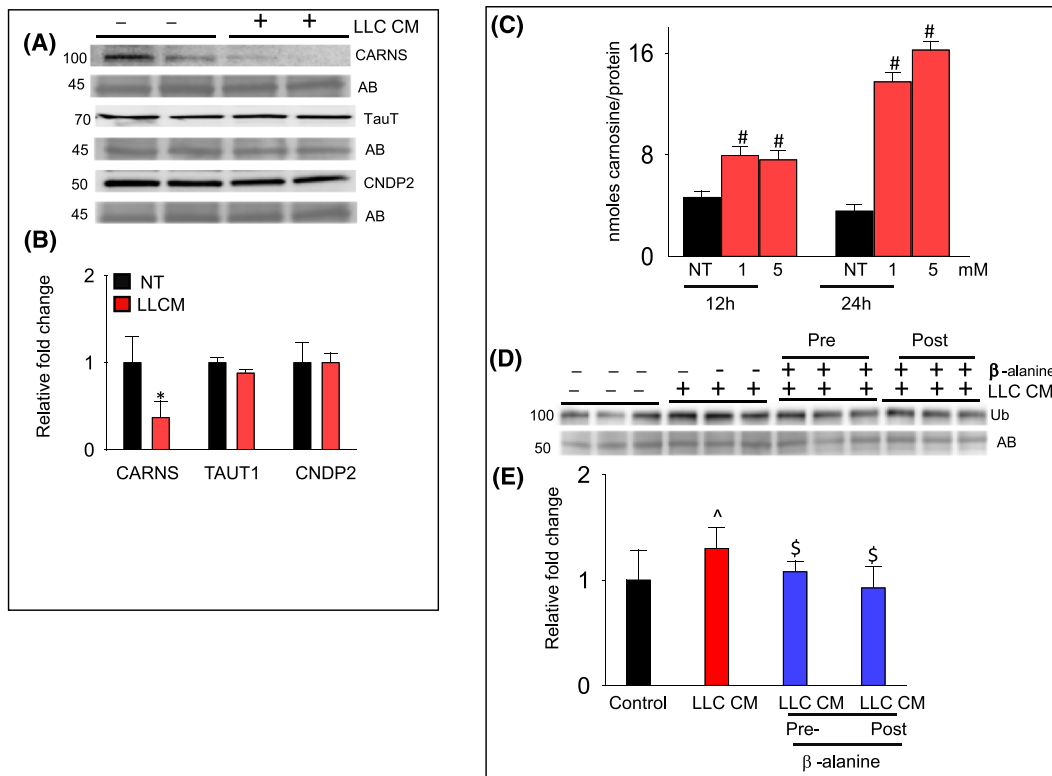 (A)
– – + + LLC CM
100 CARNS
45 AB
70 TauT
45 AB
50 CNDP2
45 AB
(B)
2
1
0
Relative fold change
NT
LLCM
*
CARNS TAUT1 CNDP2
(C)
16
8
0
nmoles carnosine/protein
# # # #
NT 1 5 NT 1 5 mM
12h 24h
(D)
Pre Post
– – – – - - + + + + + + β-alanine
– – – + + + + + + + + + LLC CM
100 Ub
50 AB
(E)
2
1
0
Relative fold change
^ $ $
Control LLC CM LLC CM LLC CM
Pre- Post
β -alanine